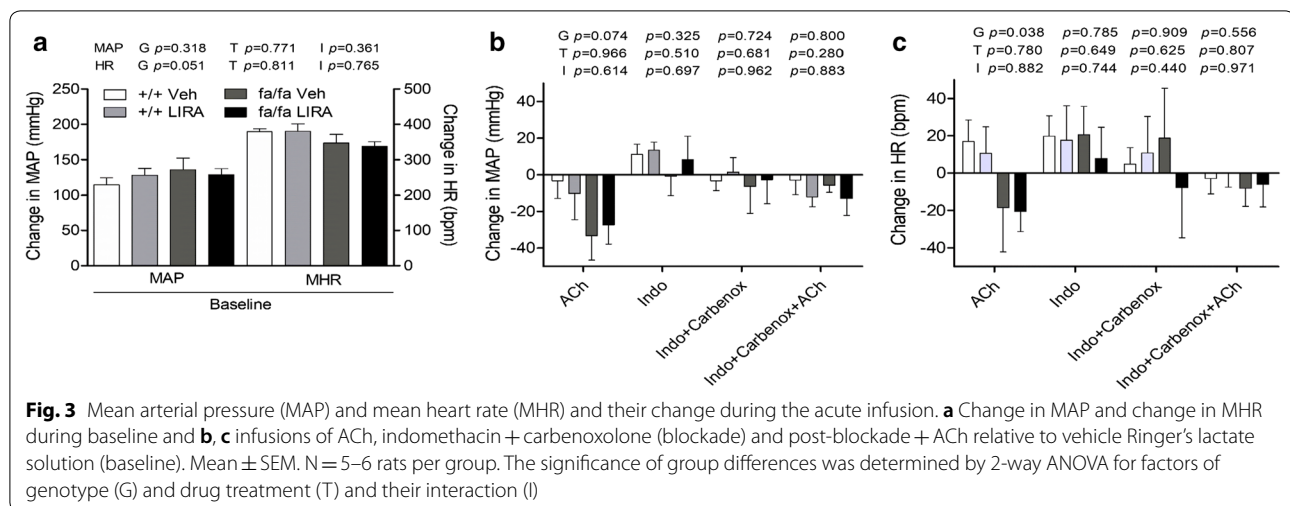 a
MAP G p=0.318 T p=0.771 I p=0.361
HR G p=0.051 T p=0.811 I p=0.765
+/+ Veh fa/fa Veh
+/+ LIRA fa/fa LIRA
Change in MAP (mmHg)
250
200
150
100
50
0
500
400
300
200
100
0
Change in HR (bpm)
MAP MHR
Baseline
b
G p=0.074 p=0.325 p=0.724 p=0.800
T p=0.966 p=0.510 p=0.681 p=0.280
I p=0.614 p=0.697 p=0.962 p=0.883
Change in MAP (mmHg)
40
20
0
-20
-40
ACh
Indo
Indo+Carbenox
Indo+Carbenox+ACh
c
G p=0.038 p=0.785 p=0.909 p=0.556
T p=0.780 p=0.649 p=0.625 p=0.807
I p=0.882 p=0.744 p=0.440 p=0.971
Change in HR (bpm)
40
20
0
-20
-40
ACh
Indo
Indo+Carbenox
Indo+Carbenox+ACh
Fig. 3 Mean arterial pressure (MAP) and mean heart rate (MHR) and their change during the acute infusion. a Change in MAP and change in MHR
during baseline and b, c infusions of ACh, indomethacin + carbenoxolone (blockade) and post-blockade + ACh relative to vehicle Ringer's lactate
solution (baseline). Mean ± SEM. N = 5–6 rats per group. The significance of group differences was determined by 2-way ANOVA for factors of
genotype (G) and drug treatment (T) and their interaction (I)